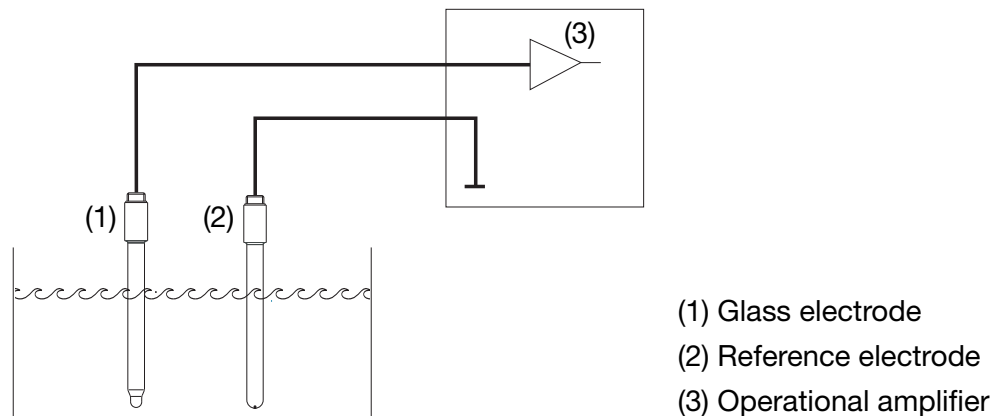 (3)
(1)
(2)
(1) Glass electrode
(2) Reference electrode
(3) Operational amplifier